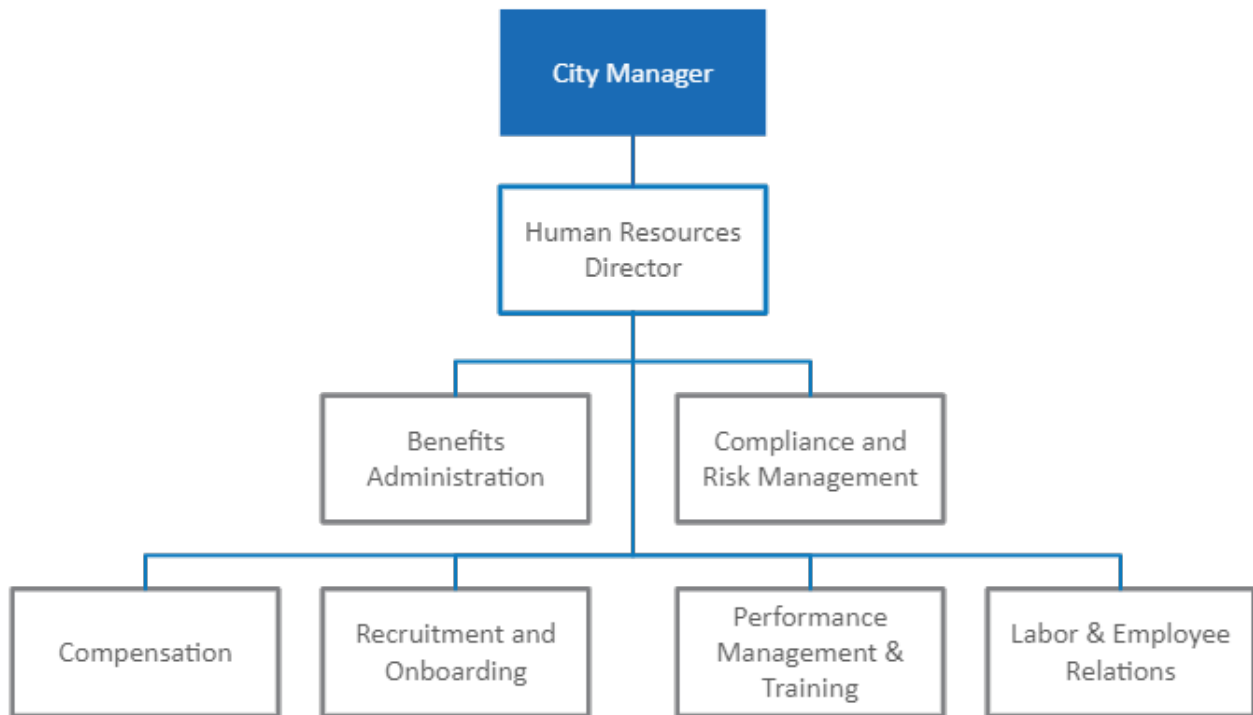 City Manager
Human Resources
Director
Benefits
Administration
Compliance and
Risk Management
Compensation
Recruitment and
Onboarding
Performance
Management &
Training
Labor & Employee
Relations